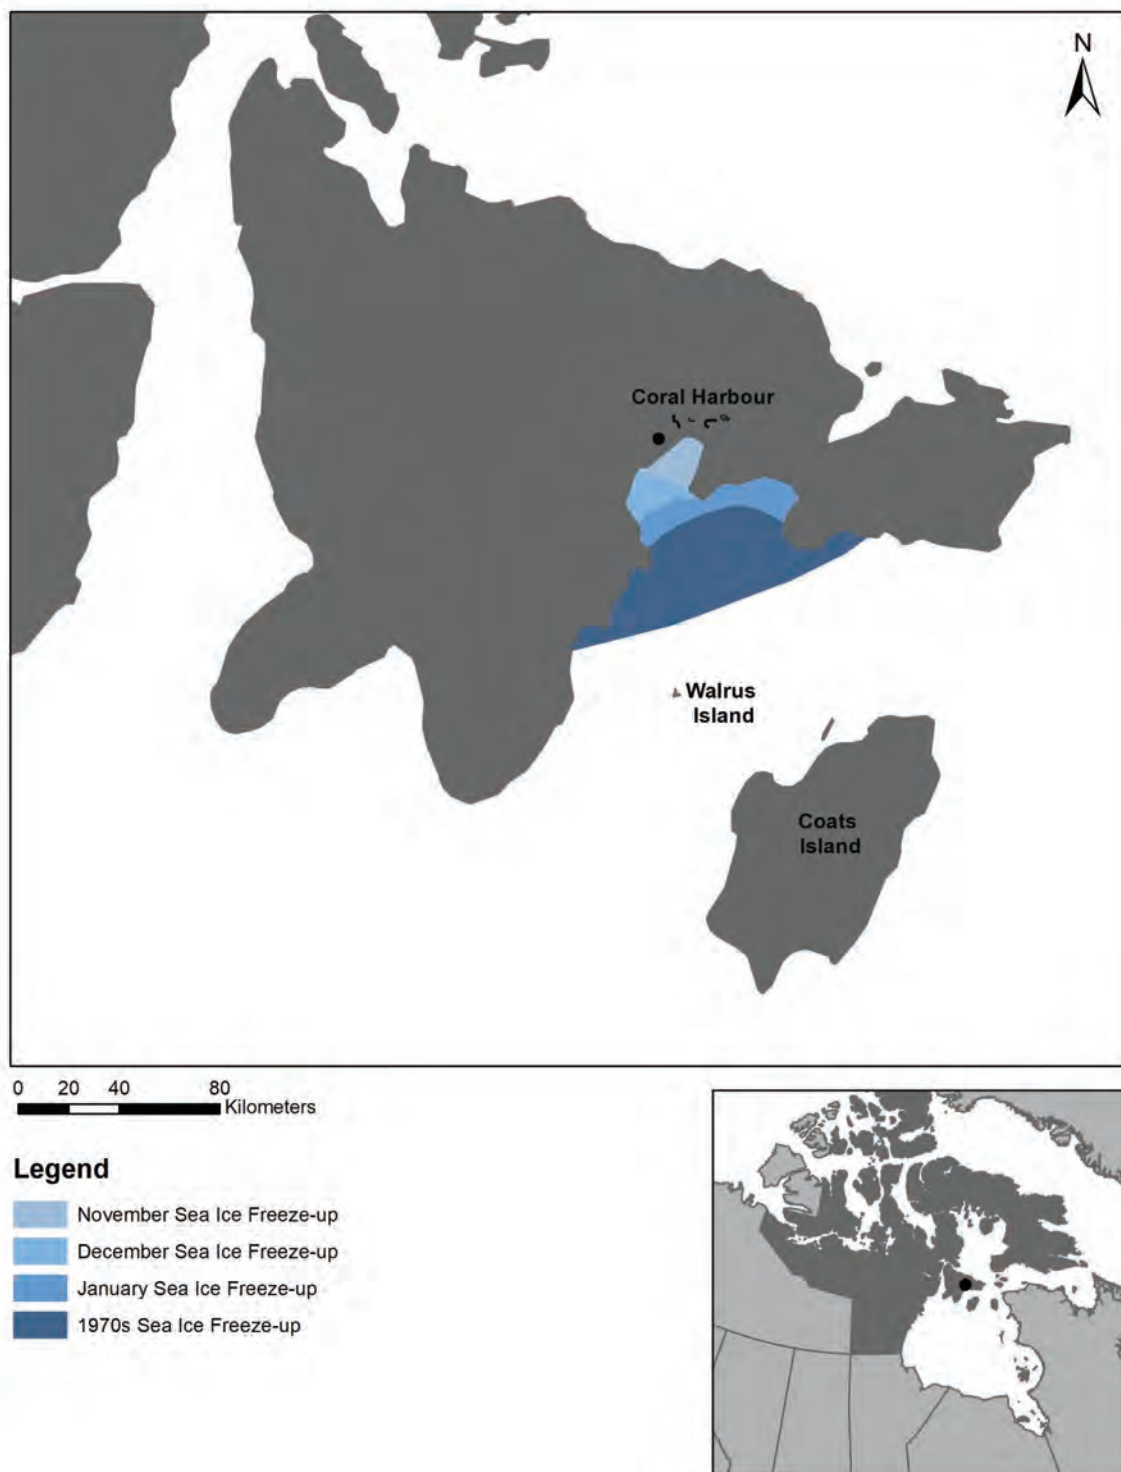 N
Coral Harbour
Walrus
Island
Coats
Island
0 20 40 80
Kilometers
Legend
November Sea Ice Freeze-up
December Sea Ice Freeze-up
January Sea Ice Freeze-up
1970s Sea Ice Freeze-up